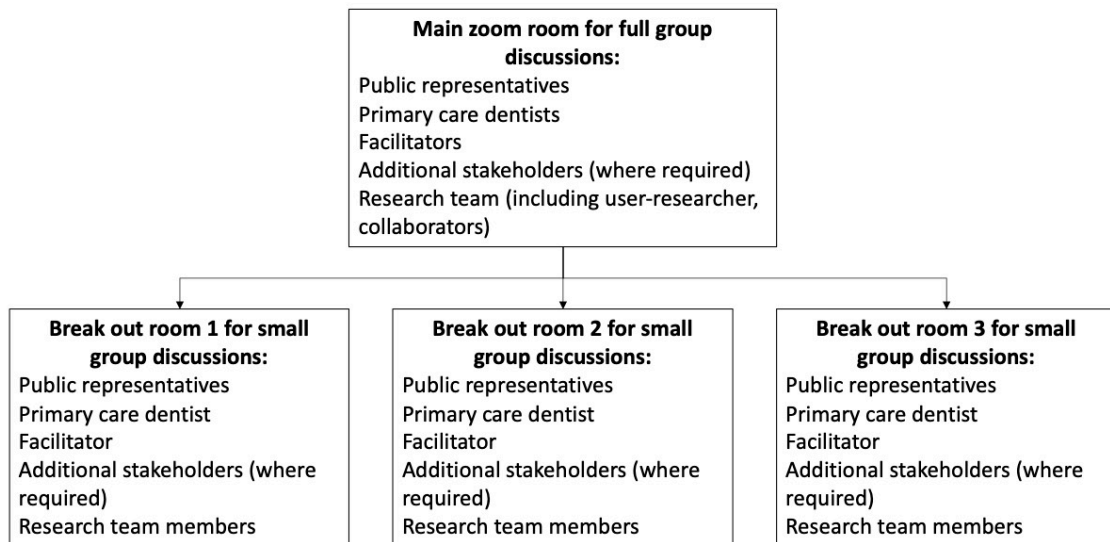 Main zoom room for full group
discussions:
Public representatives
Primary care dentists
Facilitators
Additional stakeholders (where required)
Research team (including user-researcher,
collaborators)
Break out room 1 for small
group discussions:
Public representatives
Primary care dentist
Facilitator
Additional stakeholders (where
required)
Research team members
Break out room 2 for small
group discussions:
Public representatives
Primary care dentist
Facilitator
Additional stakeholders (where
required)
Research team members
Break out room 3 for small
group discussions:
Public representatives
Primary care dentist
Facilitator
Additional stakeholders (where
required)
Research team members